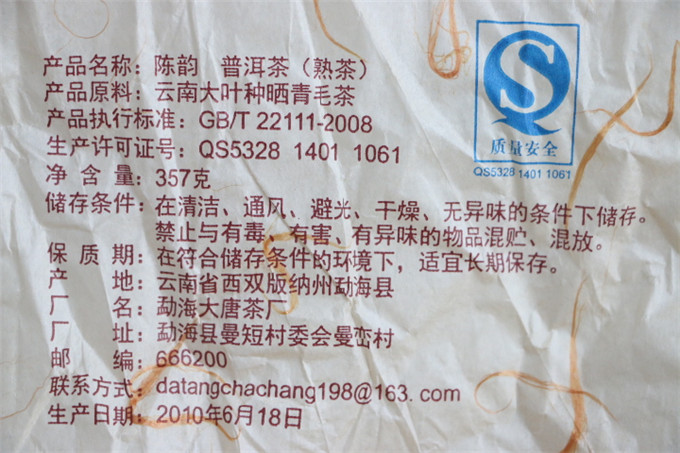 产品名称：陈韵 普洱茶（熟茶）
产品原料：云南大叶种晒青毛茶
产品执行标准：GB/T 22111-2008
生产许可证号：QS5328 1401 1061
净 含 量：357克
储存条件：在清洁、通风、避光、干燥、无异味的条件下储存。
禁止与有毒、有害、有异味的物品混贮、混放。
保 质 期：在符合储存条件的环境下，适宜长期保存。
产 地：云南省西双版纳州勐海县
厂 名：勐海大唐茶厂
厂 址：勐海县曼短村委会曼峦村
邮 编：666200
联系方式：datangchachang198@163.com
生产日期：2010年6月18日
QS
质量安全
QS5328 1401 1061